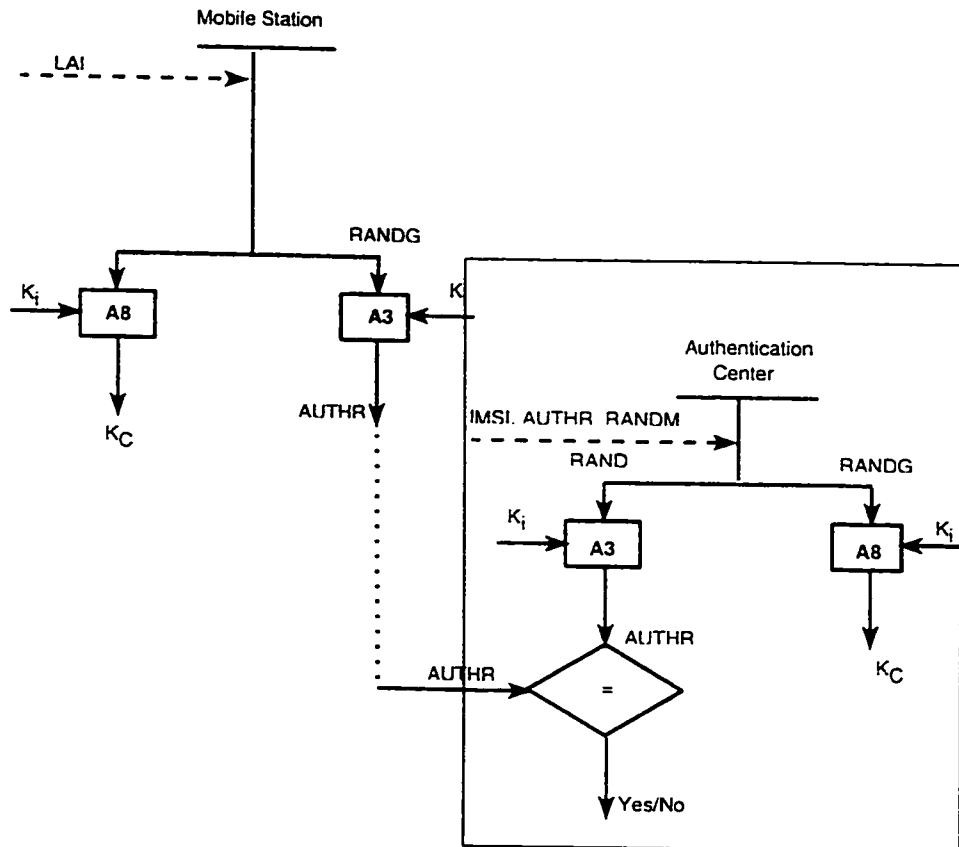 Mobile Station
LAI
RANDG
Ki
A8
A3
K
AUTHR
KC
Authentication
Center
IMSI. AUTHR RANDM
RAND
RANDG
Ki
A3
A8
Ki
AUTHR
AUTHR
=
KC
Yes/No